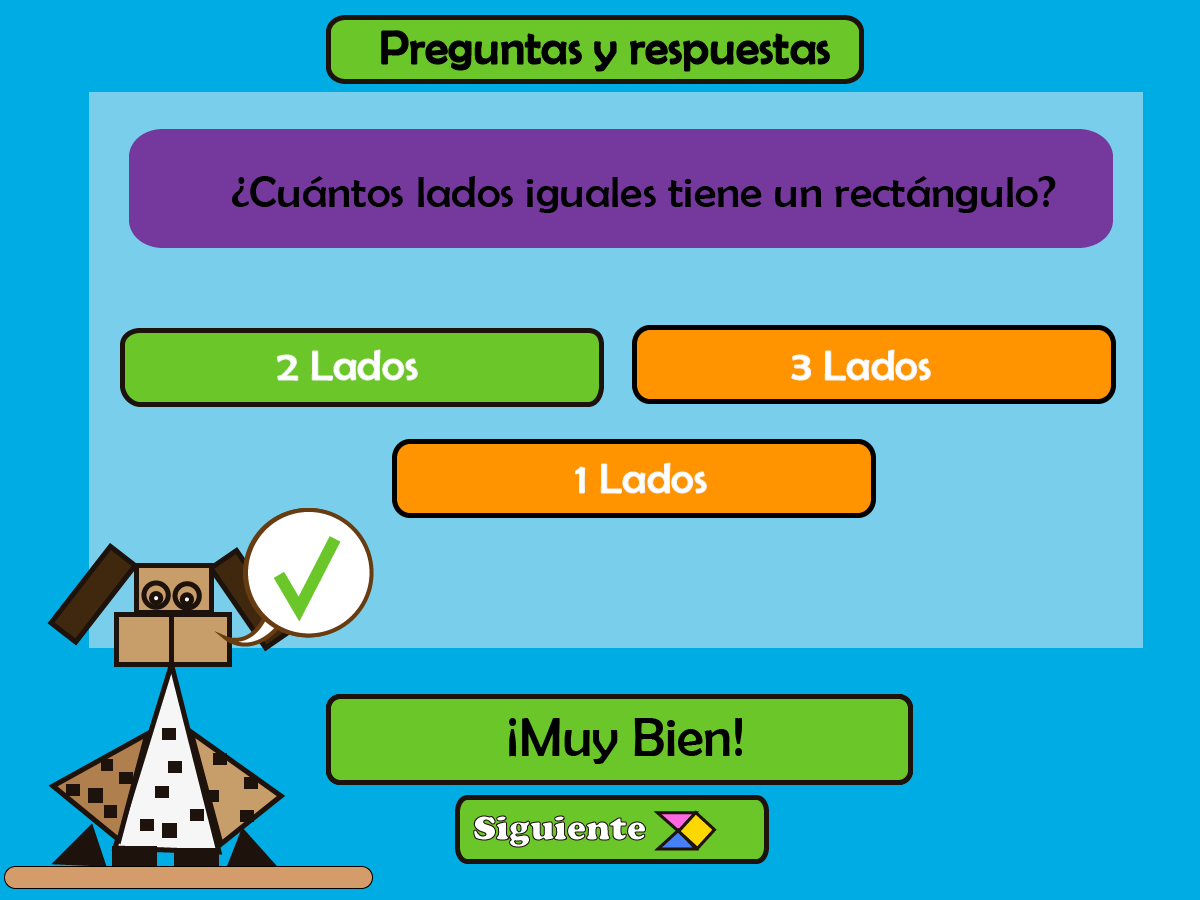 Preguntas y respuestas
¿Cuántos lados iguales tiene un rectángulo?
2 Lados
3 Lados
1 Lados
¡Muy Bien!
Siguiente